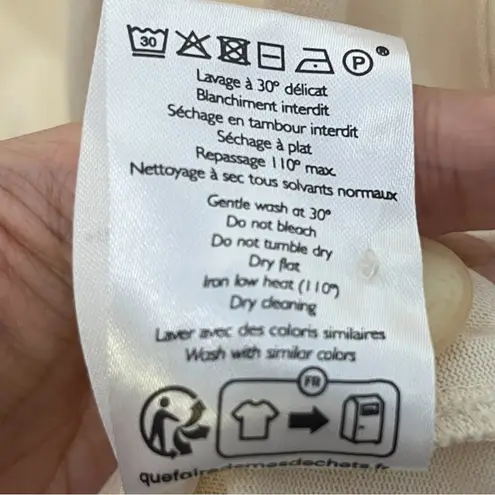 30 P ®
Lavage à 30° délicat
Blanchiment interdit
Séchage en tambour interdit
Séchage à plat
Repassage 110° max.
Nettoyage à sec tous solvants normaux
Gentle wash at 30°
Do not bleach
Do not tumble dry
Dry flat
Iron low heat (110°)
Dry cleaning
Laver avec des coloris similaires
Wash with similar colors
FR
quefairedemesdechets.fr